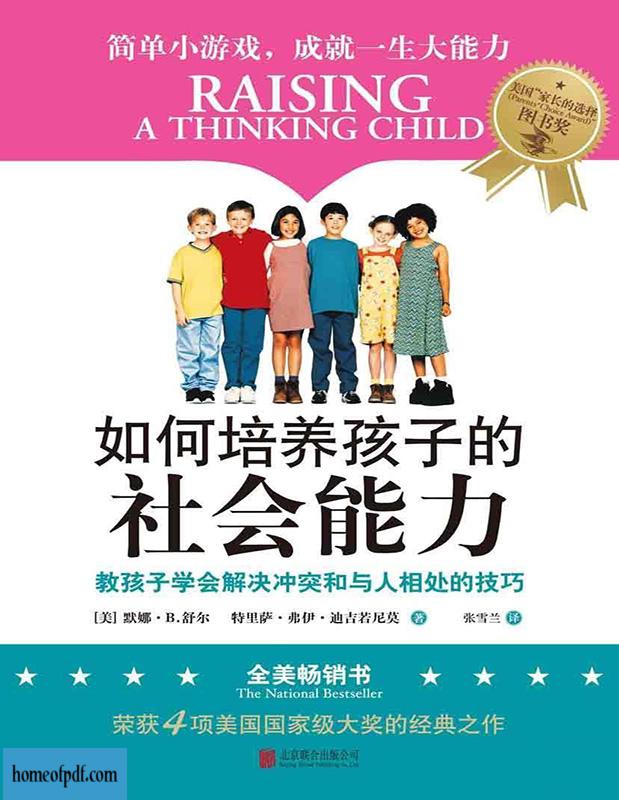 简单小游戏，成就一生大能力
RAISING
A THINKING CHILD
美国“家长的选择
(Parents' Choice Award)”
图书奖
如何培养孩子的
社会能力
教孩子学会解决冲突和与人相处的技巧
[美] 默娜·B.舒尔 特里萨·弗伊·迪吉若尼莫 著 张雪兰 译
全美畅销书
The National Bestseller
荣获4项美国国家级大奖的经典之作
北京联合出版公司
Beijing United Publishing Co.,Ltd.
homeofpdf.com